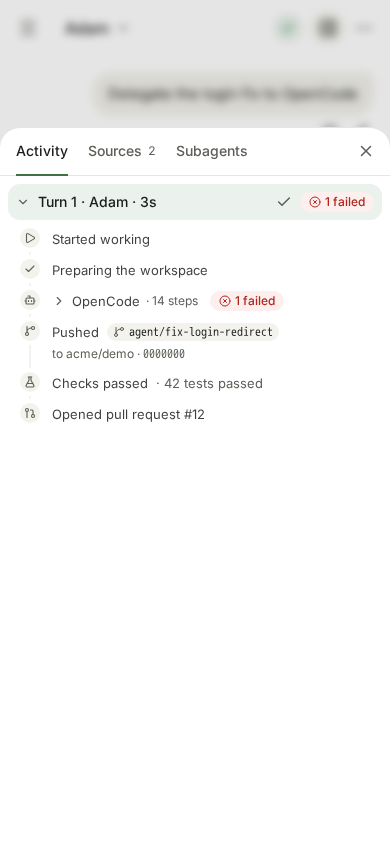 Adam
Delegate the login fix to OpenCode
Activity
Sources 2
Subagents
Turn 1 · Adam · 3s
1 failed
Started working
Preparing the workspace
OpenCode · 14 steps
1 failed
Pushed agent/fix-login-redirect
to acme/demo · 0000000
Checks passed · 42 tests passed
Opened pull request #12